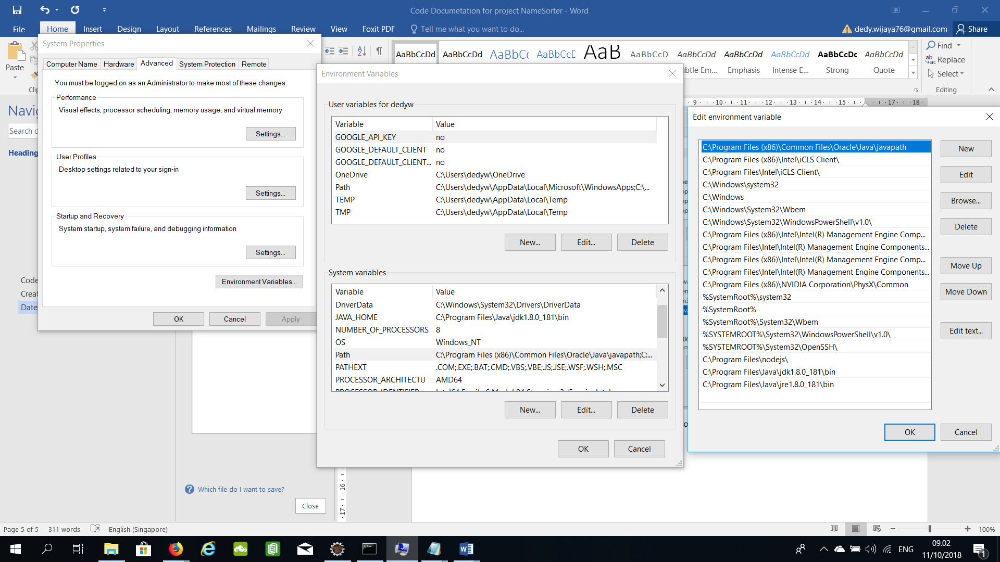 Code Documetation for project NameSorter - Word
File
Home
Insert
Design
Layout
References
Mailings
Review
View
Foxit PDF
Tell me what you want to do...
dedy.wijaya76@gmail.com
Share
Paste
AaBbCcDd
AaBbCcDd
AaBbC
AaBbCcD
AaB
AaBbCcD
AaBbCcDd
AaBbCcDd
AaBbCcDd
AaBbCcDc
AaBbCcDd
Em...
Emphasis
Intense E...
Strong
Quote
Find
Replace
Select
Editing
9 10 11 12 13 14 15 17 18
Search d
Heading
Code
Creat
Date
System Properties
Computer Name
Hardware
Advanced
System Protection
Remote
You must be logged on as an Administrator to make most of these changes.
Performance
Visual effects, processor scheduling, memory usage, and virtual memory
Settings...
User Profiles
Desktop settings related to your sign-in
Settings...
Startup and Recovery
System startup, system failure, and debugging information
Settings...
Environment Variables...
OK
Cancel
Apply
Which file do I want to save?
Close
Environment Variables
User variables for dedyw
Variable Value
GOOGLE_API_KEY no
GOOGLE_DEFAULT_CLIENT no
GOOGLE_DEFAULT_CLIENT... no
OneDrive C:\Users\dedyw\OneDrive
Path C:\Users\dedyw\AppData\Local\Microsoft\WindowsApps;C:\...
TEMP C:\Users\dedyw\AppData\Local\Temp
TMP C:\Users\dedyw\AppData\Local\Temp
New...
Edit...
Delete
System variables
Variable Value
DriverData C:\Windows\System32\Drivers\DriverData
JAVA_HOME C:\Program Files\Java\jdk1.8.0_181\bin
NUMBER_OF_PROCESSORS 8
OS Windows_NT
Path C:\Program Files (x86)\Common Files\Oracle\Java\javapath;C:...
PATHEXT .COM;.EXE;.BAT;.CMD;.VBS;.VBE;.JS;.JSE;.WSF;.WSH;.MSC
PROCESSOR_ARCHITECTU AMD64
New...
Edit...
Delete
OK
Cancel
16
17
Edit environment variable
C:\Program Files (x86)\Common Files\Oracle\Java\javapath
C:\Program Files (x86)\Intel\iCLS Client\
C:\Program Files\Intel\iCLS Client\
C:\Windows\system32
C:\Windows
C:\Windows\System32\Wbem
C:\Windows\System32\WindowsPowerShell\v1.0\
C:\Program Files (x86)\Intel\Intel(R) Management Engine Comp...
C:\Program Files\Intel\Intel(R) Management Engine Components...
C:\Program Files (x86)\Intel\Intel(R) Management Engine Comp...
C:\Program Files\Intel\Intel(R) Management Engine Components...
C:\Program Files (x86)\NVIDIA Corporation\PhysX\Common
%SystemRoot%\system32
%SystemRoot%
%SystemRoot%\System32\Wbem
%SYSTEMROOT%\System32\WindowsPowerShell\v1.0\
%SYSTEMROOT%\System32\OpenSSH\
C:\Program Files\nodejs\
C:\Program Files\Java\jdk1.8.0_181\bin
C:\Program Files\Java\jre1.8.0_181\bin
New
Edit
Browse...
Delete
Move Up
Move Down
Edit text...
OK
Cancel
Page 5 of 5
311 words
English (Singapore)
100%
ENG
09.02
11/10/2018
1